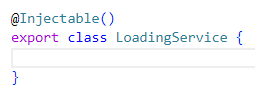 @Injectable()
export class LoadingService {
}